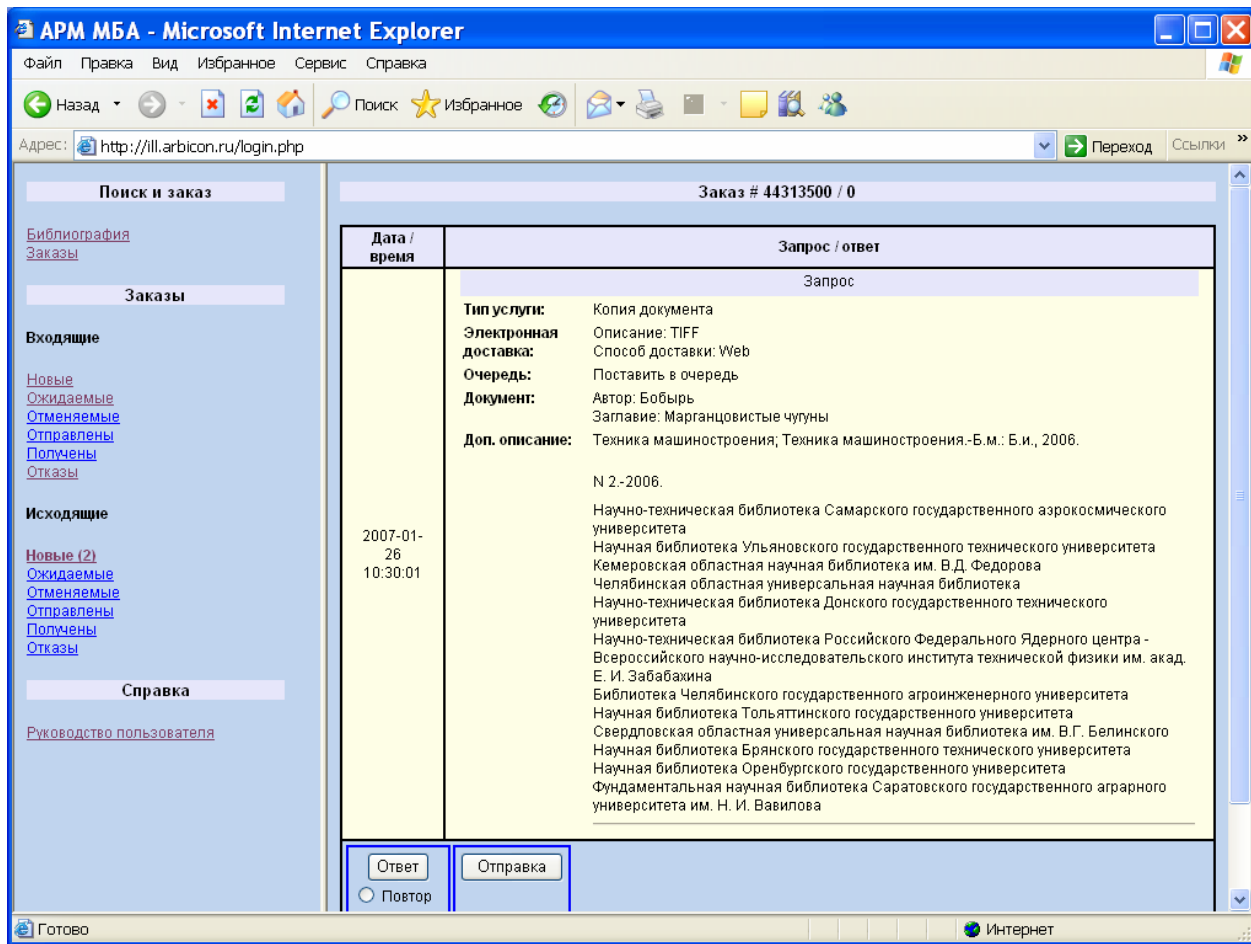 АРМ МБА - Microsoft Internet Explorer
Файл Правка Вид Избранное Сервис Справка
Назад Поиск Избранное
Адрес: http://ill.arbicon.ru/login.php Переход Ссылки »
Поиск и заказ
Библиография
Заказы
Заказы
Входящие
Новые
Ожидаемые
Отменяемые
Отправлены
Получены
Отказы
Исходящие
Новые (2)
Ожидаемые
Отменяемые
Отправлены
Получены
Отказы
Справка
Руководство пользователя
Заказ # 44313500 / 0
Дата / время
Запрос / ответ
2007-01-
26
10:30:01
Запрос
Тип услуги: Копия документа
Электронная доставка: Описание: TIFF
Способ доставки: Web
Очередь: Поставить в очередь
Документ: Автор: Бобырь
Заглавие: Марганцовистые чугуны
Доп. описание: Техника машиностроения; Техника машиностроения.-Б.м.: Б.и., 2006.
N 2.-2006.
Научно-техническая библиотека Самарского государственного аэрокосмического
университета
Научная библиотека Ульяновского государственного технического университета
Кемеровская областная научная библиотека им. В.Д. Федорова
Челябинская областная универсальная научная библиотека
Научно-техническая библиотека Донского государственного технического
университета
Научно-техническая библиотека Российского Федерального Ядерного центра -
Всероссийского научно-исследовательского института технической физики им. акад.
Е. И. Забабахина
Библиотека Челябинского государственного агроинженерного университета
Научная библиотека Тольяттинского государственного университета
Свердловская областная универсальная научная библиотека им. В.Г. Белинского
Научная библиотека Брянского государственного технического университета
Научная библиотека Оренбургского государственного университета
Фундаментальная научная библиотека Саратовского государственного аграрного
университета им. Н. И. Вавилова
Ответ Отправка
Повтор
Готово Интернет